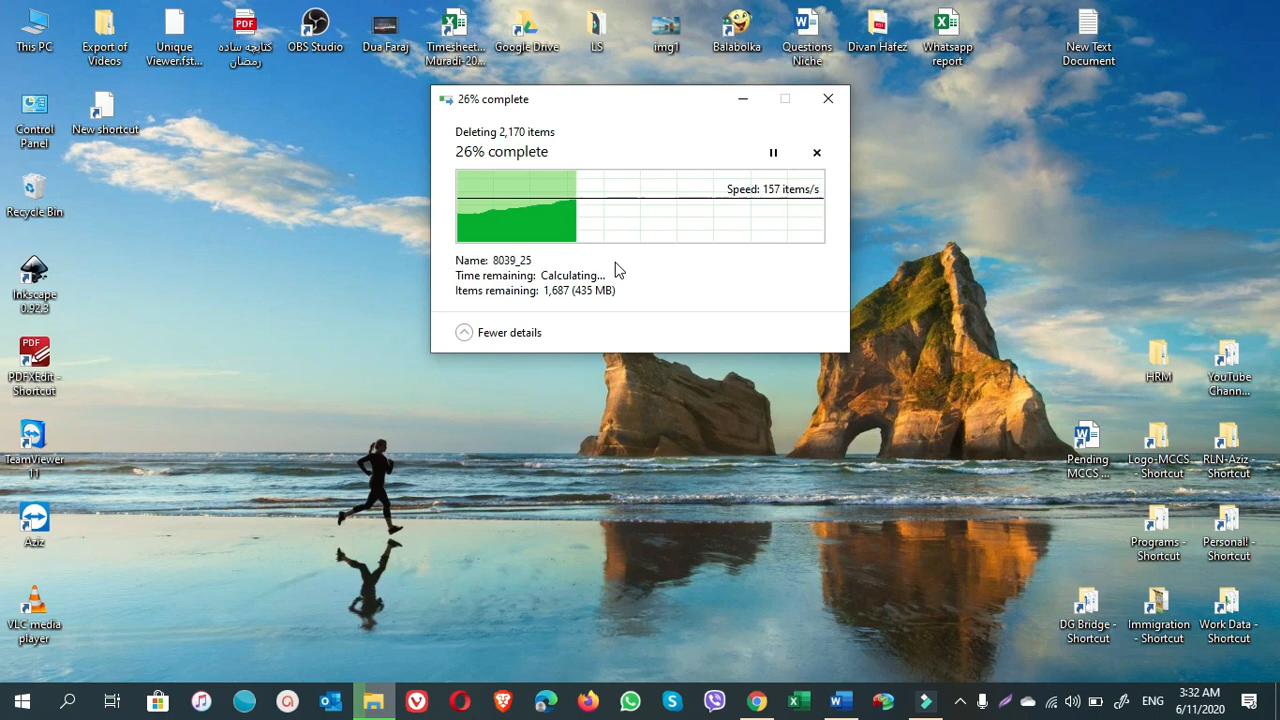 This PC
Export of
Videos
Unique
Viewer.fst...
کتابچه ساده
رمضان
OBS Studio
Dua Faraj
Timesheet...
Muradi-20...
Google Drive
LS
img1
Balabolka
Questions
Niche
Divan Hafez
Whatsapp
report
New Text
Document
Control
Panel
New shortcut
Recycle Bin
Inkscape
0.92.3
PDF
PDFXEdit -
Shortcut
TeamViewer
11
Aziz
VLC media
player
26% complete
Deleting 2,170 items
26% complete
Speed: 157 items/s
Name: 8039_25
Time remaining: Calculating...
Items remaining: 1,687 (435 MB)
Fewer details
HRM
YouTube
Chann...
Pending
MCCS ...
Logo-MCCS
- Shortcut
RLN-Aziz -
Shortcut
Programs -
Shortcut
Personal! -
Shortcut
DG Bridge -
Shortcut
Immigration
- Shortcut
Work Data -
Shortcut
ENG
3:32 AM
6/11/2020